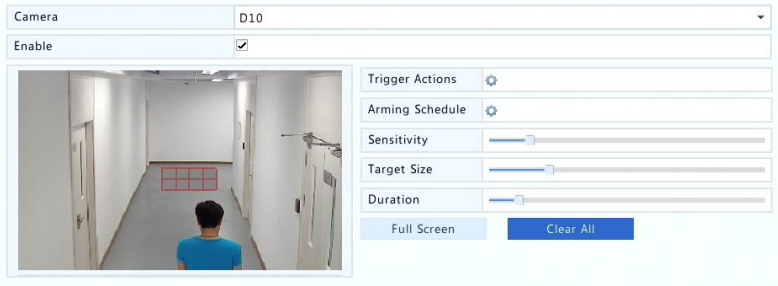 Camera D10
Enable
Trigger Actions
Arming Schedule
Sensitivity
Target Size
Duration
Full Screen Clear All